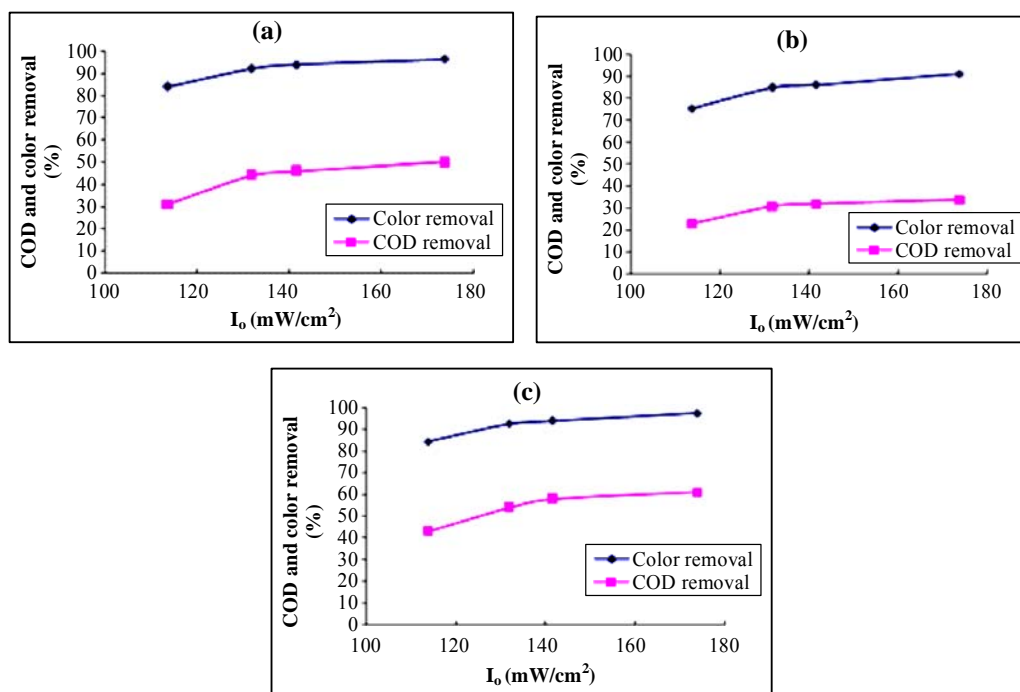 (a)
COD and color removal
(%)
100
90
80
70
60
50
40
30
20
10
0
Color removal
COD removal
100 120 140 160 180
I₀ (mW/cm²)
(b)
COD and color removal
(%)
100
90
80
70
60
50
40
30
20
10
0
Color removal
COD removal
100 120 140 160 180
I₀ (mW/cm²)
(c)
COD and color removal
(%)
100
90
80
70
60
50
40
30
20
10
0
Color removal
COD removal
100 120 140 160 180
I₀ (mW/cm²)